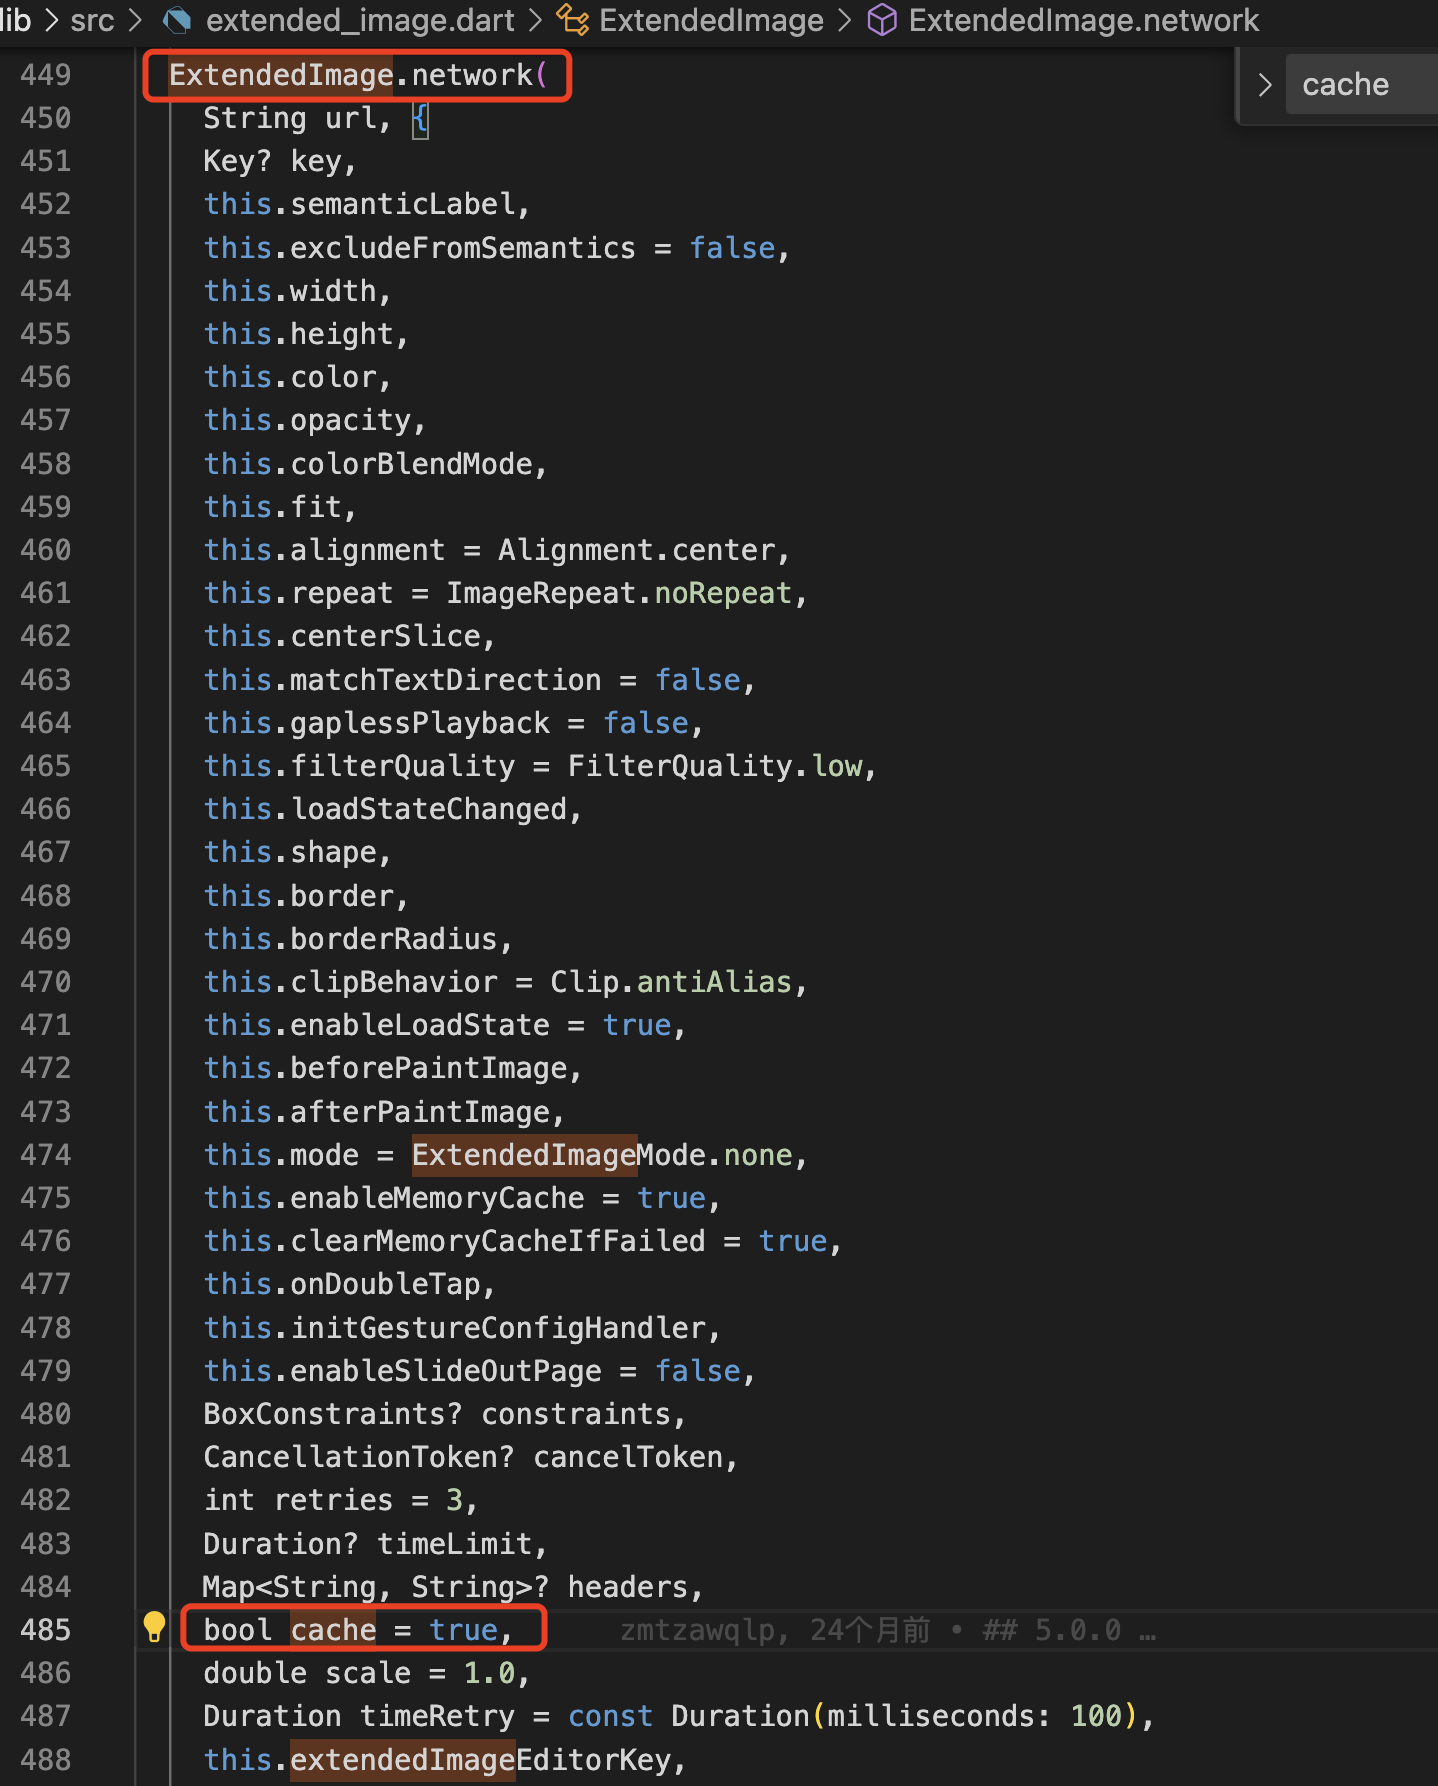 lib > src > extended_image.dart > ExtendedImage > ExtendedImage.network
cache
449 ExtendedImage.network(
450 String url, {
451 Key? key,
452 this.semanticLabel,
453 this.excludeFromSemantics = false,
454 this.width,
455 this.height,
456 this.color,
457 this.opacity,
458 this.colorBlendMode,
459 this.fit,
460 this.alignment = Alignment.center,
461 this.repeat = ImageRepeat.noRepeat,
462 this.centerSlice,
463 this.matchTextDirection = false,
464 this.gaplessPlayback = false,
465 this.filterQuality = FilterQuality.low,
466 this.loadStateChanged,
467 this.shape,
468 this.border,
469 this.borderRadius,
470 this.clipBehavior = Clip.antiAlias,
471 this.enableLoadState = true,
472 this.beforePaintImage,
473 this.afterPaintImage,
474 this.mode = ExtendedImageMode.none,
475 this.enableMemoryCache = true,
476 this.clearMemoryCacheIfFailed = true,
477 this.onDoubleTap,
478 this.initGestureConfigHandler,
479 this.enableSlideOutPage = false,
480 BoxConstraints? constraints,
481 CancellationToken? cancelToken,
482 int retries = 3,
483 Duration? timeLimit,
484 Map<String, String>? headers,
485 bool cache = true, zmtzawqlp, 24个月前 • ## 5.0.0 …
486 double scale = 1.0,
487 Duration timeRetry = const Duration(milliseconds: 100),
488 this.extendedImageEditorKey,